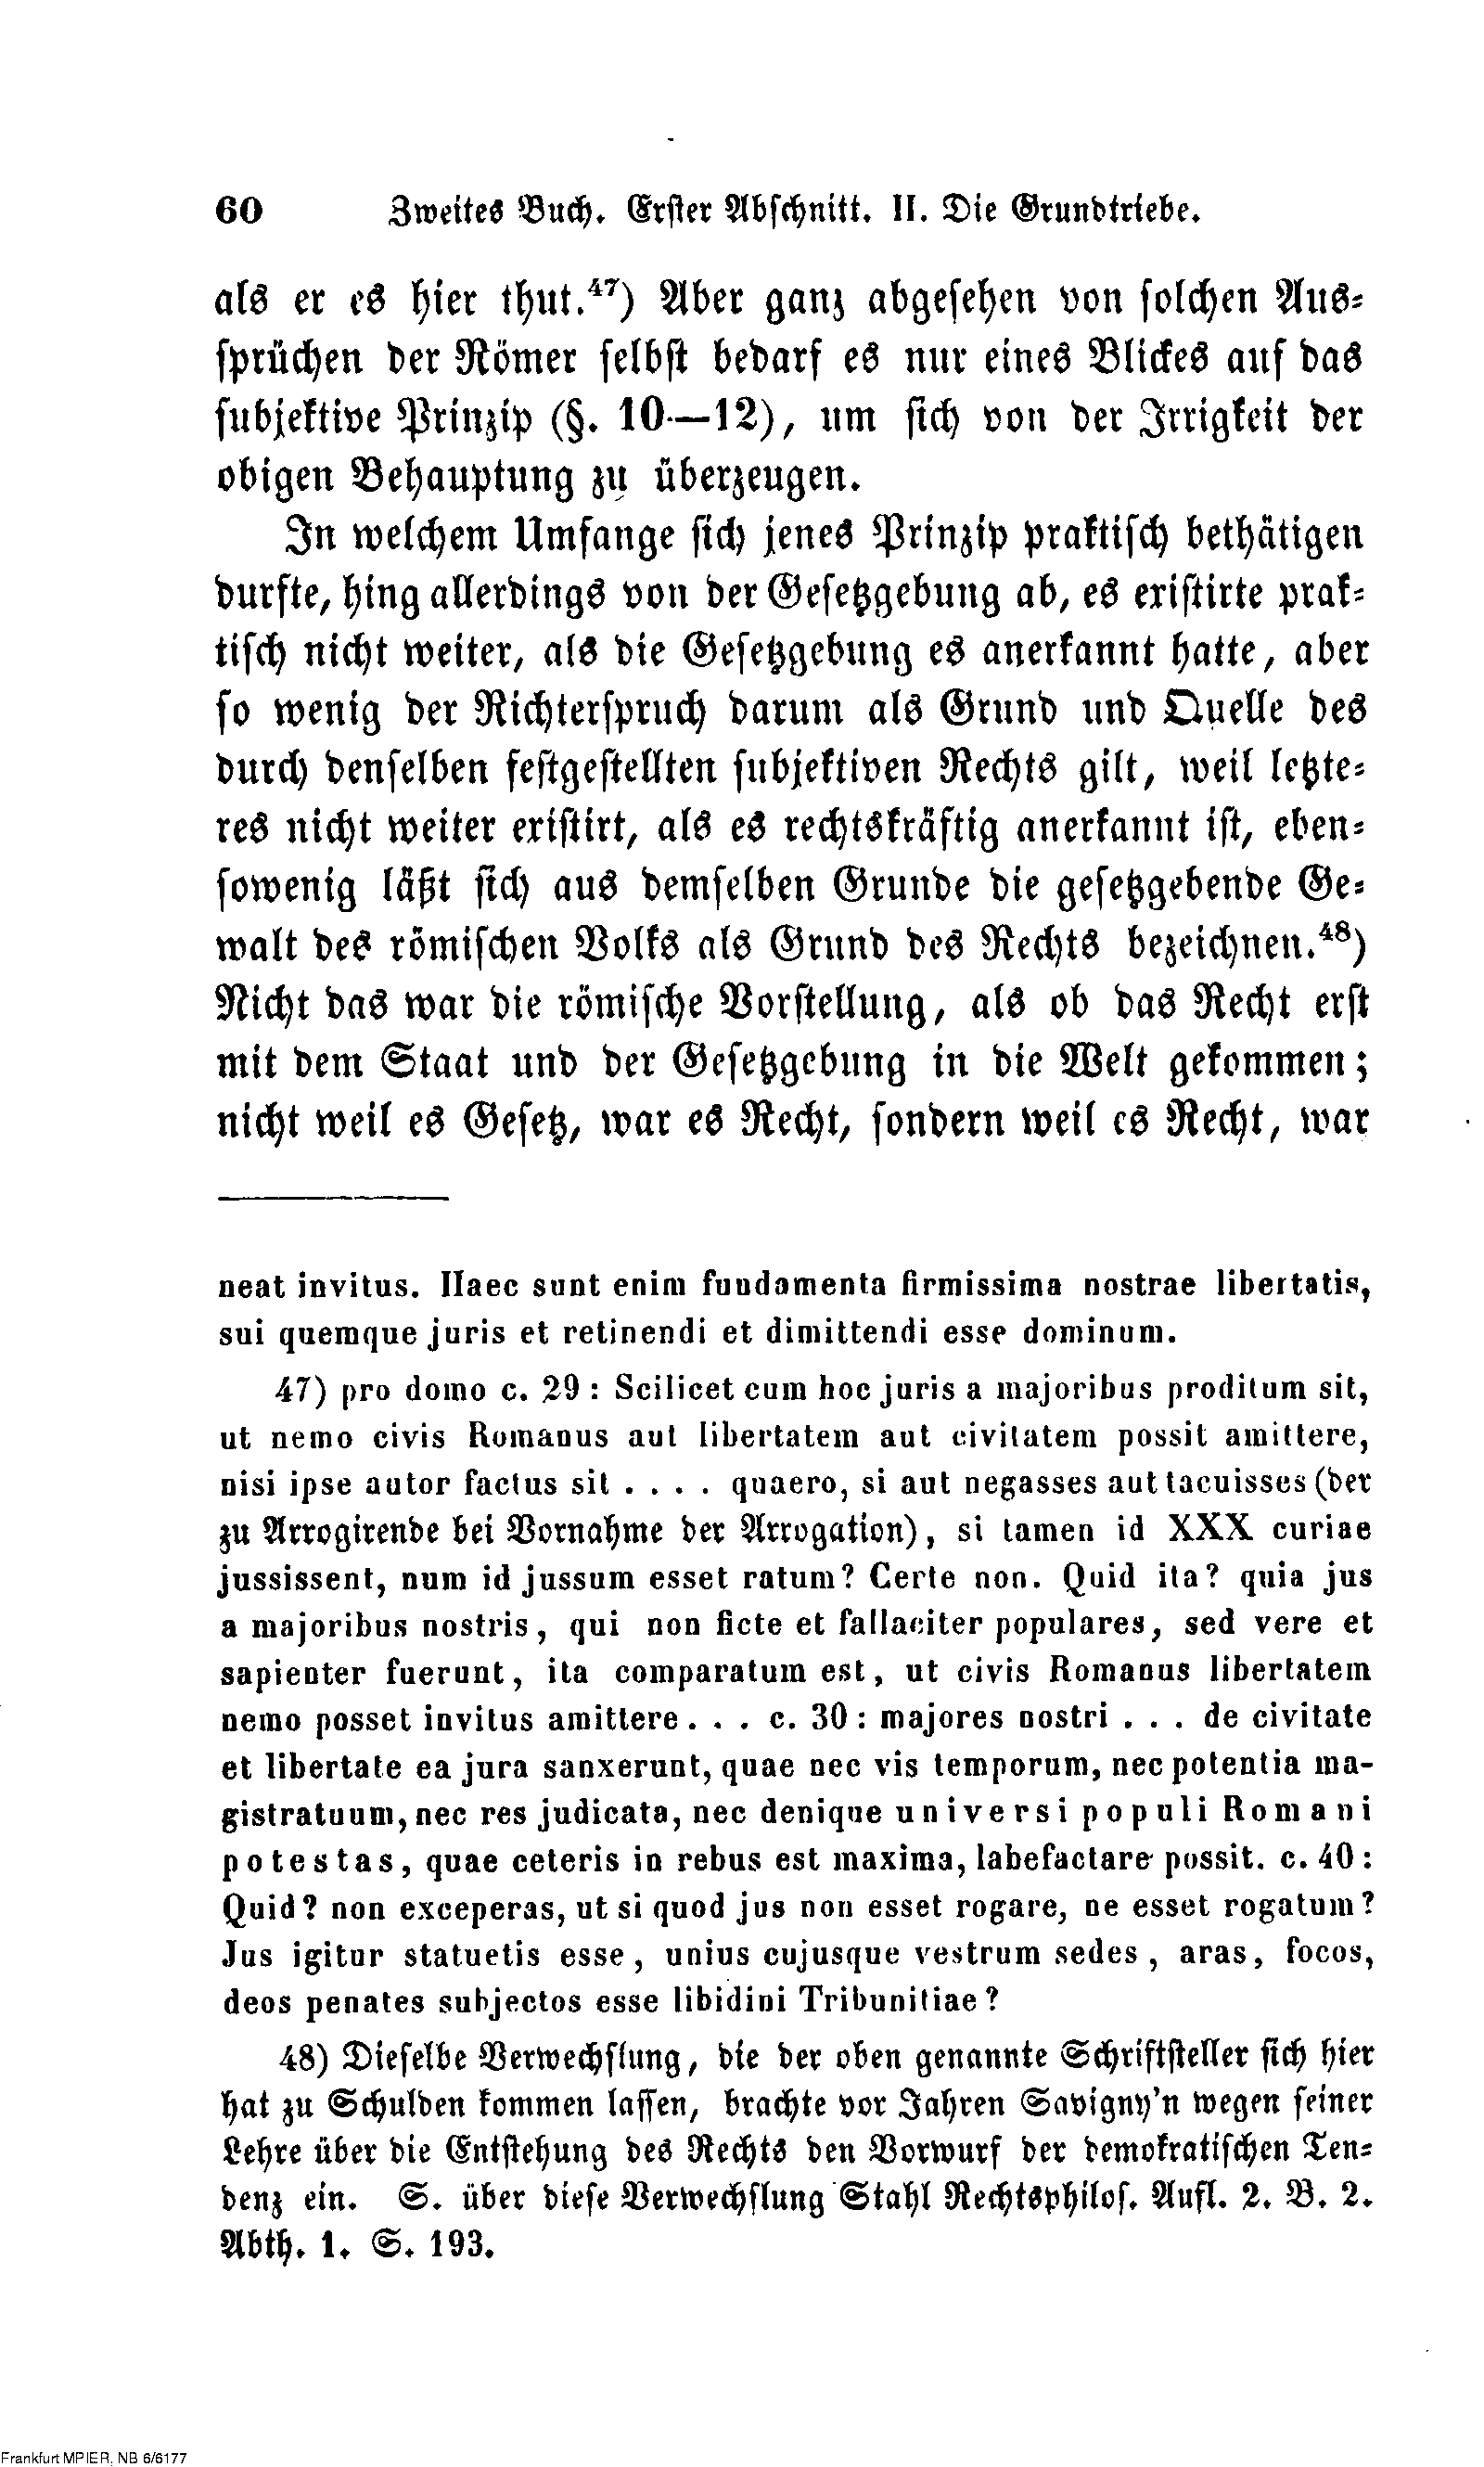 60 Zweites Buch. Erster Abschnitt. II. Die Grundtriebe.
als er es hier thut.47) Aber ganz abgesehen von solchen Aus-
sprüchen der Römer selbst bedarf es nur eines Blickes auf das
subjektive Prinzip (§. 10—12), um sich von der Irrigkeit der
obigen Behauptung zu überzeugen.
In welchem Umfange sich jenes Prinzip praktisch bethätigen
durfte, hing allerdings von der Gesetzgebung ab, es existirte prak-
tisch nicht weiter, als die Gesetzgebung es anerkannt hatte, aber
so wenig der Richterspruch darum als Grund und Quelle des
durch denselben festgestellten subjektiven Rechts gilt, weil letzte-
res nicht weiter existirt, als es rechtskräftig anerkannt ist, eben-
sowenig läßt sich aus demselben Grunde die gesetzgebende Ge-
walt des römischen Volks als Grund des Rechts bezeichnen.48)
Nicht das war die römische Vorstellung, als ob das Recht erst
mit dem Staat und der Gesetzgebung in die Welt gekommen;
nicht weil es Gesetz, war es Recht, sondern weil es Recht, war
neat invitus. Haec sunt enim fundamenta firmissima nostrae libertatis,
sui quemque juris et retinendi et dimittendi esse dominum.
47) pro domo c. 29: Scilicet cum hoc juris a majoribus proditum sit,
ut nemo civis Romanus aut libertatem aut civitatem possit amittere,
nisi ipse autor factus sit . . . . quaero, si aut negasses aut tacuisses (der
zu Arrogirende bei Vornahme der Arrogation), si tamen id XXX curiae
jussissent, num id jussum esset ratum? Certe non. Quid ita? quia jus
a majoribus nostris, qui non ficte et fallaciter populares, sed vere et
sapienter fuerunt, ita comparatum est, ut civis Romanus libertatem
nemo posset invitus amittere. . . c. 30: majores nostri . . . de civitate
et libertate ea jura sanxerunt, quae nec vis temporum, nec potentia ma-
gistratuum, nec res judicata, nec denique universi populi Romani
potestas, quae ceteris in rebus est maxima, labefactare possit. c. 40:
Quid? non exceperas, ut si quod jus non esset rogare, ne esset rogatum?
Jus igitur statuetis esse, unius cujusque vestrum sedes, aras, focos,
deos penates subjectos esse libidini Tribunitiae?
48) Dieselbe Verwechslung, die der oben genannte Schriftsteller sich hier
hat zu Schulden kommen lassen, brachte vor Jahren Savigny'n wegen seiner
Lehre über die Entstehung des Rechts den Vorwurf der demokratischen Ten-
denz ein. S. über diese Verwechslung Stahl Rechtsphilos. Aufl. 2. B. 2.
Abth. 1. S. 193.
Frankfurt MPIER, NB 6/6177